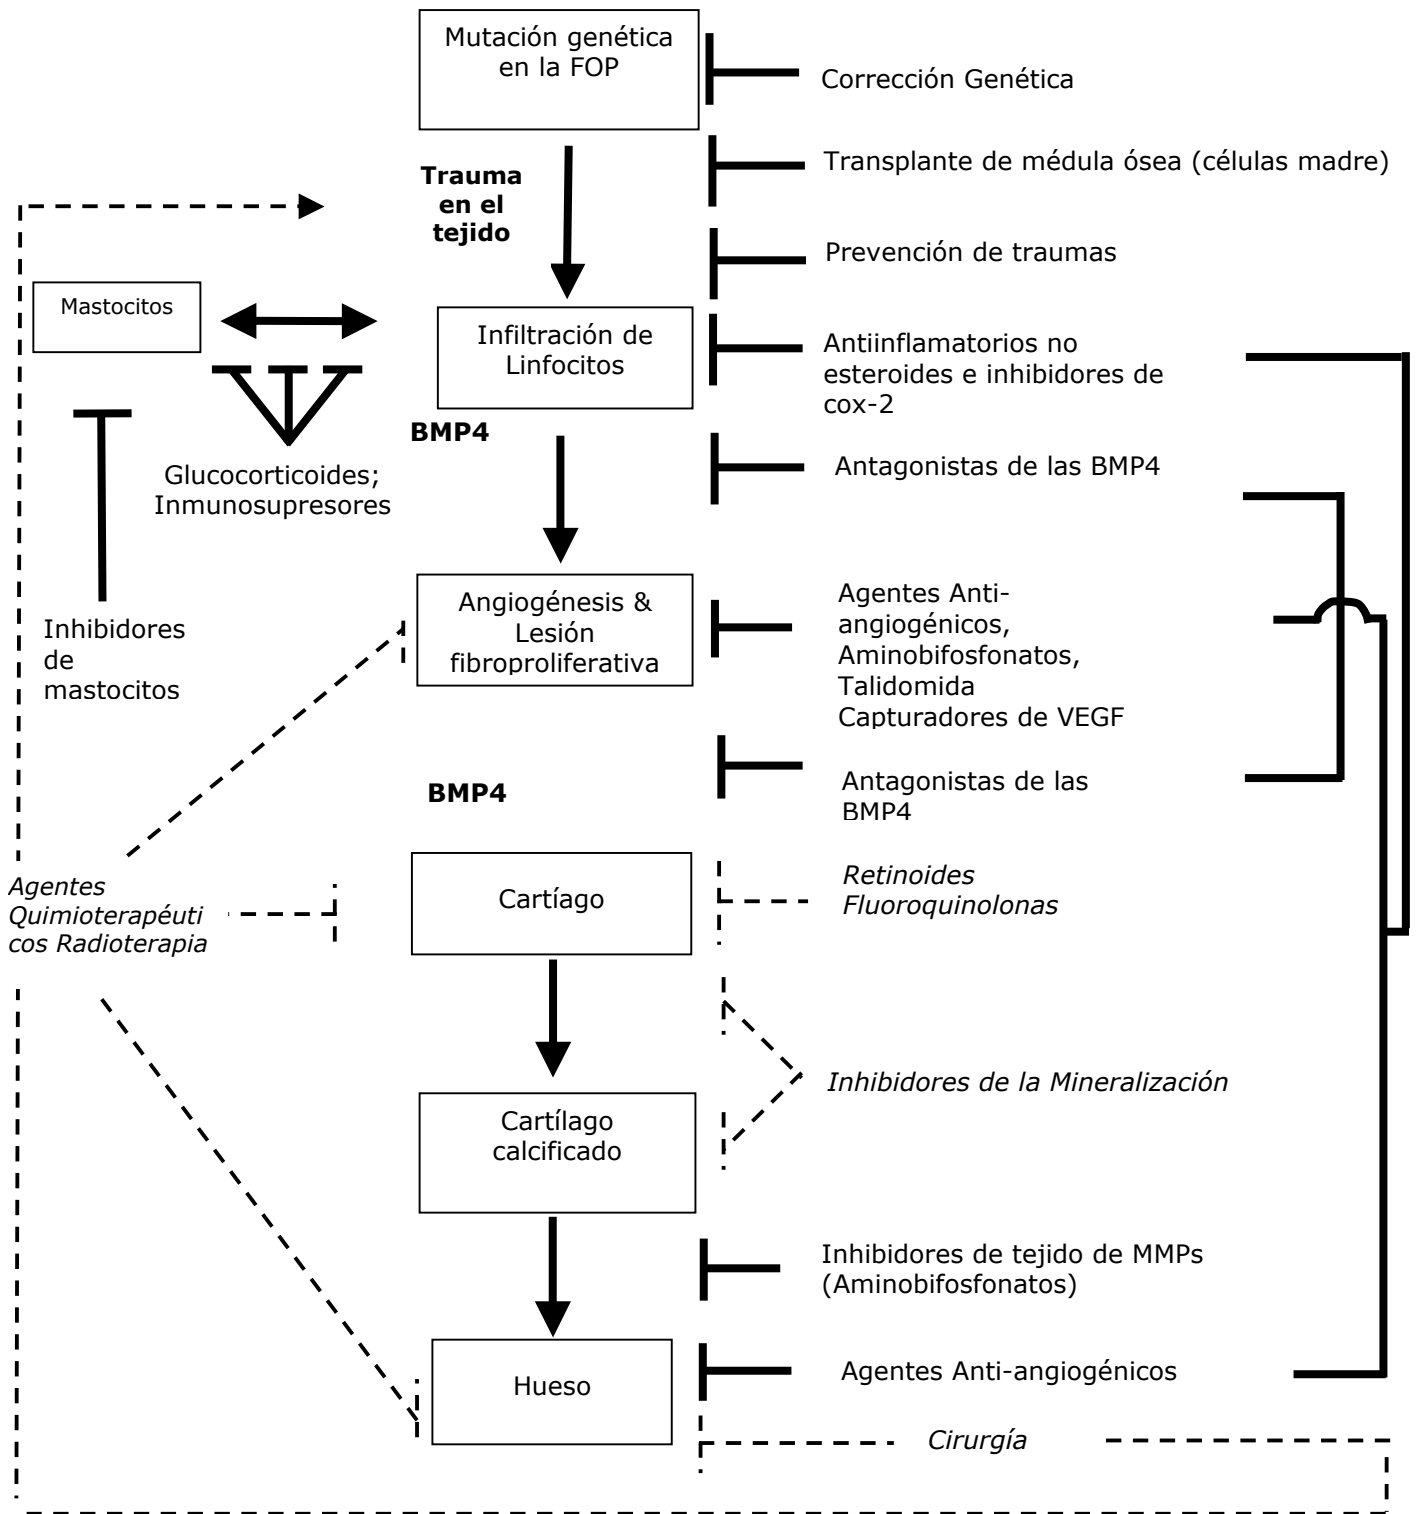 Mutación genética
en la FOP
Corrección Genética
Transplante de médula ósea (células madre)
Trauma
en el
tejido
Prevención de traumas
Mastocitos
Infiltración de
Linfocitos
Antiinflamatorios no
esteroides e inhibidores de
cox-2
BMP4
Glucocorticoides;
Inmunosupresores
Antagonistas de las BMP4
Angiogénesis &
Lesión
fibroproliferativa
Agentes Anti-
angiogénicos,
Aminobifosfonatos,
Talidomida
Capturadores de VEGF
Inhibidores
de
mastocitos
BMP4
Antagonistas de las
BMP4
Agentes
Quimioterapéuti
cos Radioterapia
Cartíago
Retinoides
Fluoroquinolonas
Inhibidores de la Mineralización
Cartílago
calcificado
Inhibidores de tejido de MMPs
(Aminobifosfonatos)
Hueso
Agentes Anti-angiogénicos
Cirurgía